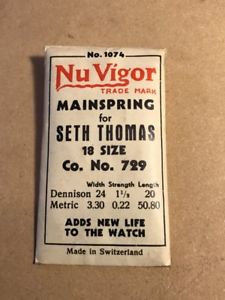 No. 1074
Nu Vigor
TRADE MARK
MAINSPRING
for
SETH THOMAS
18 SIZE
Co. No. 729
Width Strength Length
Dennison 24 1½/₅ 20
Metric 3.30 0.22 50.80
ADDS NEW LIFE
TO THE WATCH
Made in Switzerland